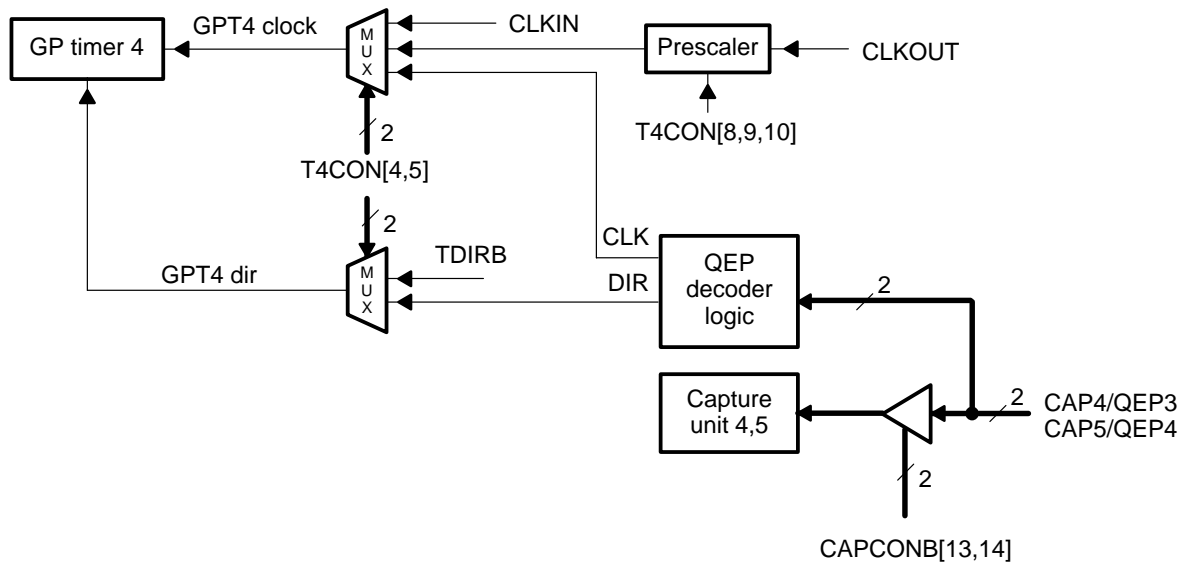 GPT4 clock
CLKIN
GP timer 4
M
U
X
Prescaler
CLKOUT
2
T4CON[8,9,10]
T4CON[4,5]
2
CLK
TDIRB
QEP
decoder
logic
GPT4 dir
M
U
X
DIR
2
Capture
unit 4,5
2
CAP4/QEP3
CAP5/QEP4
2
CAPCONB[13,14]